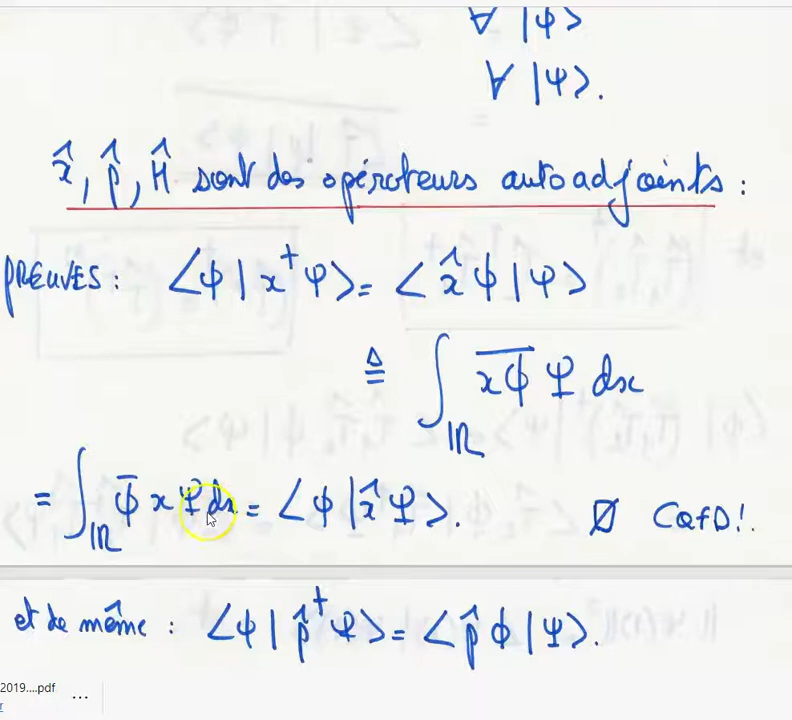 ∀ |φ>
∀ |Ψ>.
x̂, p̂, Ĥ sont des opérateurs autoadjoints :
PREUVES : <φ|x†Ψ> = <x̂φ|Ψ>
≜ ∫_ℝ \overline{xφ} Ψ dx
= ∫_ℝ φ̄ x Ψ dx = <φ|x̂Ψ>. ∅ CQFD!.
et de même : <φ|p̂†Ψ> = <p̂φ|Ψ>.
2019....pdf ...